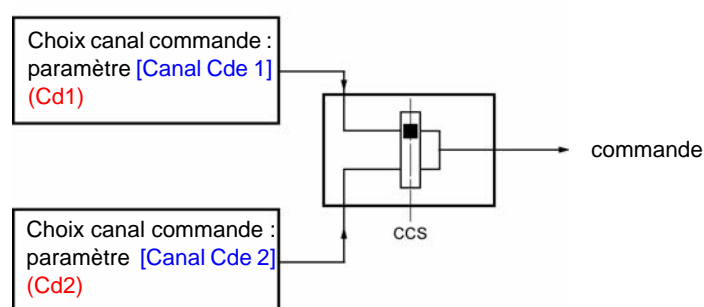 Choix canal commande :
paramètre [Canal Cde 1]
(Cd1)
commande
CCS
Choix canal commande :
paramètre [Canal Cde 2]
(Cd2)